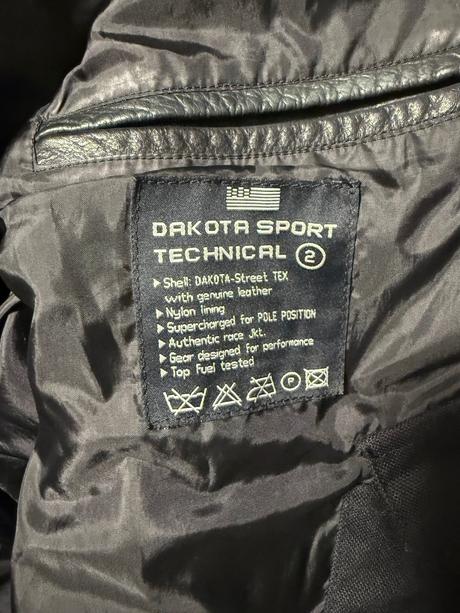 DAKOTA SPORT
TECHNICAL 2
▶ Shell: DAKOTA-Street TEX
with genuine leather
▶ Nylon lining
▶ Supercharged for POLE POSITION
▶ Authentic race Jkt.
▶ Gear designed for performance
▶ Top Fuel tested
P